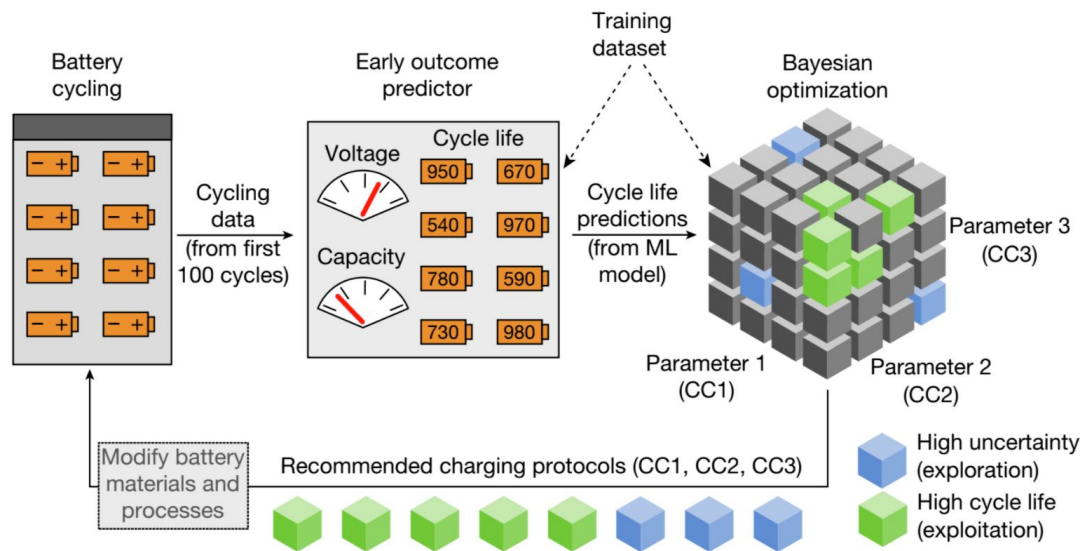 Battery
cycling
Early outcome
predictor
Training
dataset
Bayesian
optimization
− +
− +
− +
− +
− +
− +
− +
− +
Cycling
data
(from first
100 cycles)
Voltage
Capacity
Cycle life
950
670
540
970
780
590
730
980
Cycle life
predictions
(from ML
model)
Parameter 3
(CC3)
Parameter 1
(CC1)
Parameter 2
(CC2)
Modify battery
materials and
processes
Recommended charging protocols (CC1, CC2, CC3)
High uncertainty
(exploration)
High cycle life
(exploitation)